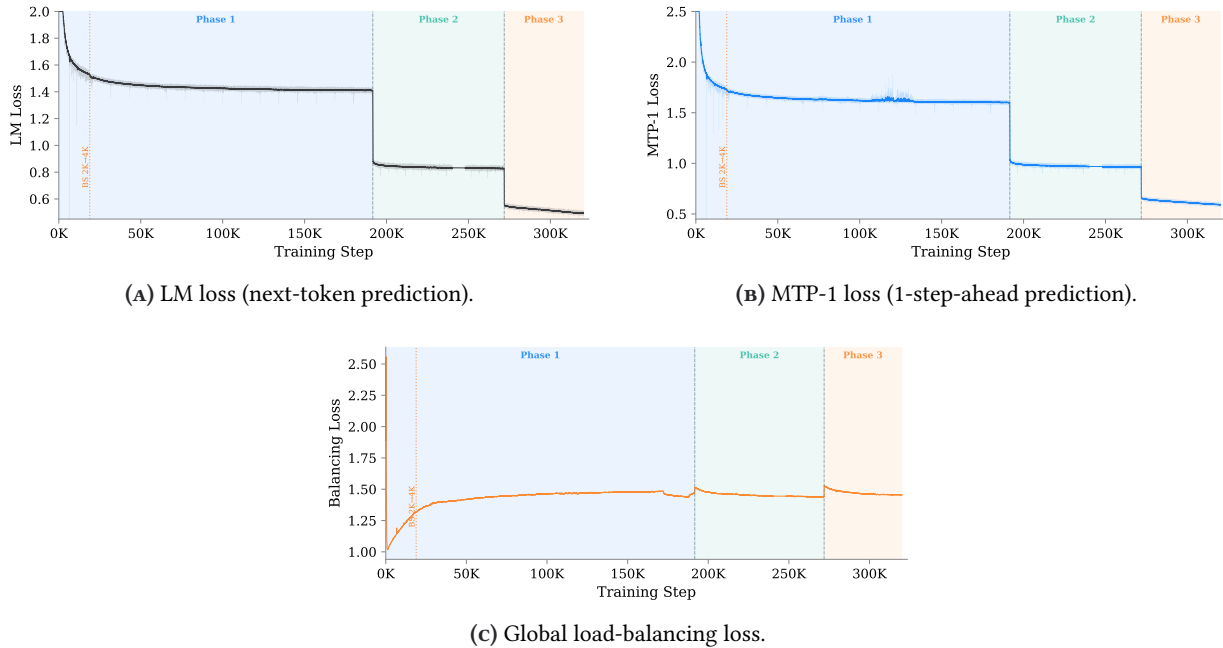 Phase 1
Phase 2
Phase 3
2.0
1.8
1.6
1.4
1.2
1.0
0.8
0.6
LM Loss
BS 2K→4K
0K
50K
100K
150K
200K
250K
300K
Training Step
(A) LM loss (next-token prediction).
Phase 1
Phase 2
Phase 3
2.5
2.0
1.5
1.0
0.5
MTP-1 Loss
BS 2K→4K
0K
50K
100K
150K
200K
250K
300K
Training Step
(B) MTP-1 loss (1-step-ahead prediction).
Phase 1
Phase 2
Phase 3
2.50
2.25
2.00
1.75
1.50
1.25
1.00
Balancing Loss
BS 2K→4K
0K
50K
100K
150K
200K
250K
300K
Training Step
(C) Global load-balancing loss.